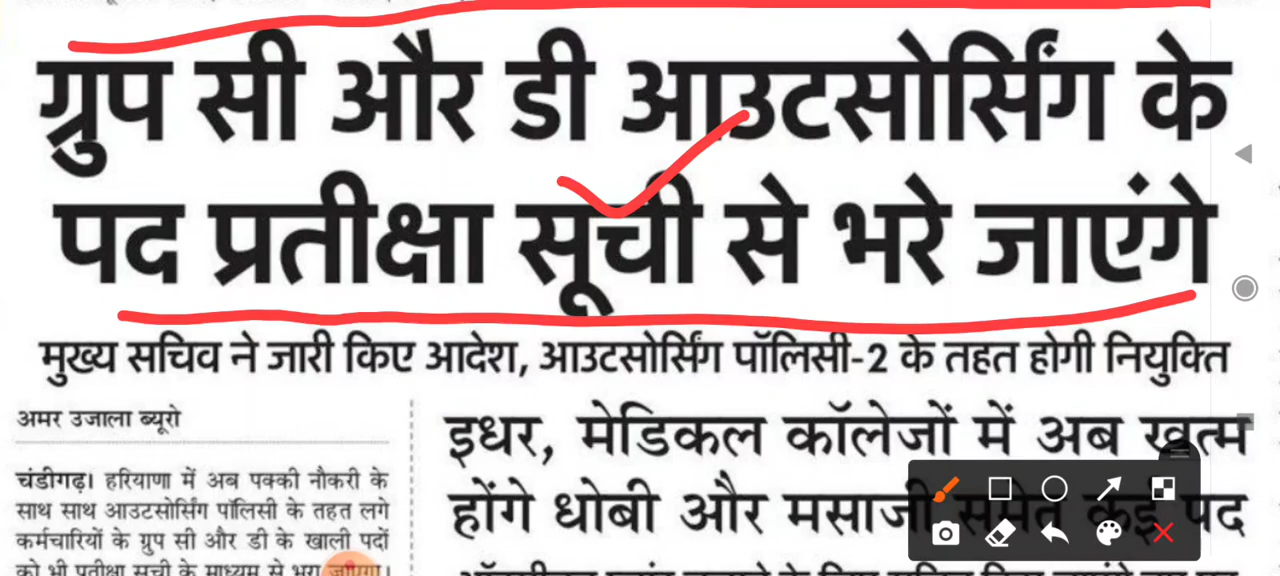 ग्रुप सी और डी आउटसोर्सिंग के
पद प्रतीक्षा सूची से भरे जाएंगे
मुख्य सचिव ने जारी किए आदेश, आउटसोर्सिंग पॉलिसी-2 के तहत होगी नियुक्ति
अमर उजाला ब्यूरो
चंडीगढ़। हरियाणा में अब पक्की नौकरी के
साथ साथ आउटसोर्सिंग पॉलिसी के तहत लगे
कर्मचारियों के ग्रुप सी और डी के खाली पदों
को भी प्रतीक्षा सूची के माध्यम से भरा जाएगा।
इधर, मेडिकल कॉलेजों में अब खत्म
होंगे धोबी और मसाजी समेत कई पद